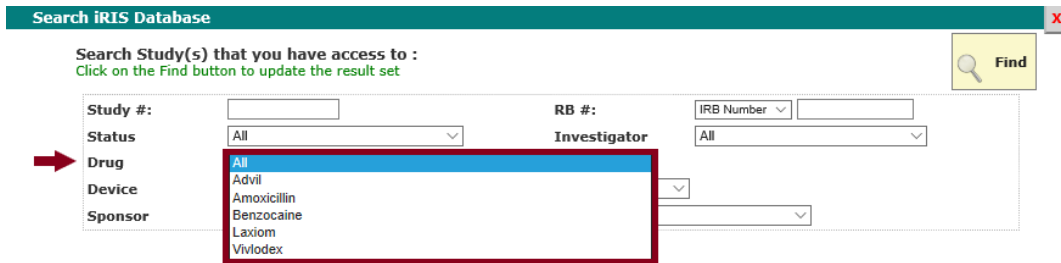 Search iRIS Database
X
Search Study(s) that you have access to :
Click on the Find button to update the result set
Find
Study #:
RB #:
IRB Number
Status
All
Investigator
All
Drug
All
Advil
Amoxicillin
Benzocaine
Laxiom
Vivlodex
Device
Sponsor